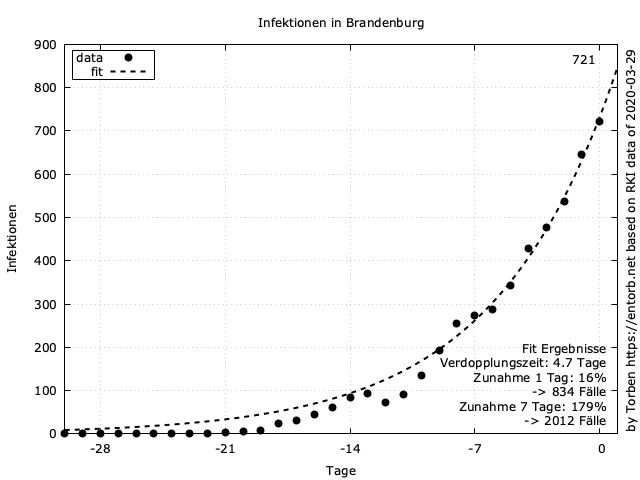 Infektionen in Brandenburg
900
800
700
600
500
400
300
200
100
0
Infektionen
data
fit
721
Fit Ergebnisse
Verdopplungszeit: 4.7 Tage
Zunahme 1 Tag: 16%
-> 834 Fälle
Zunahme 7 Tage: 179%
-> 2012 Fälle
-28 -21 -14 -7 0
Tage
by Torben https://entorb.net based on RKI data of 2020-03-29